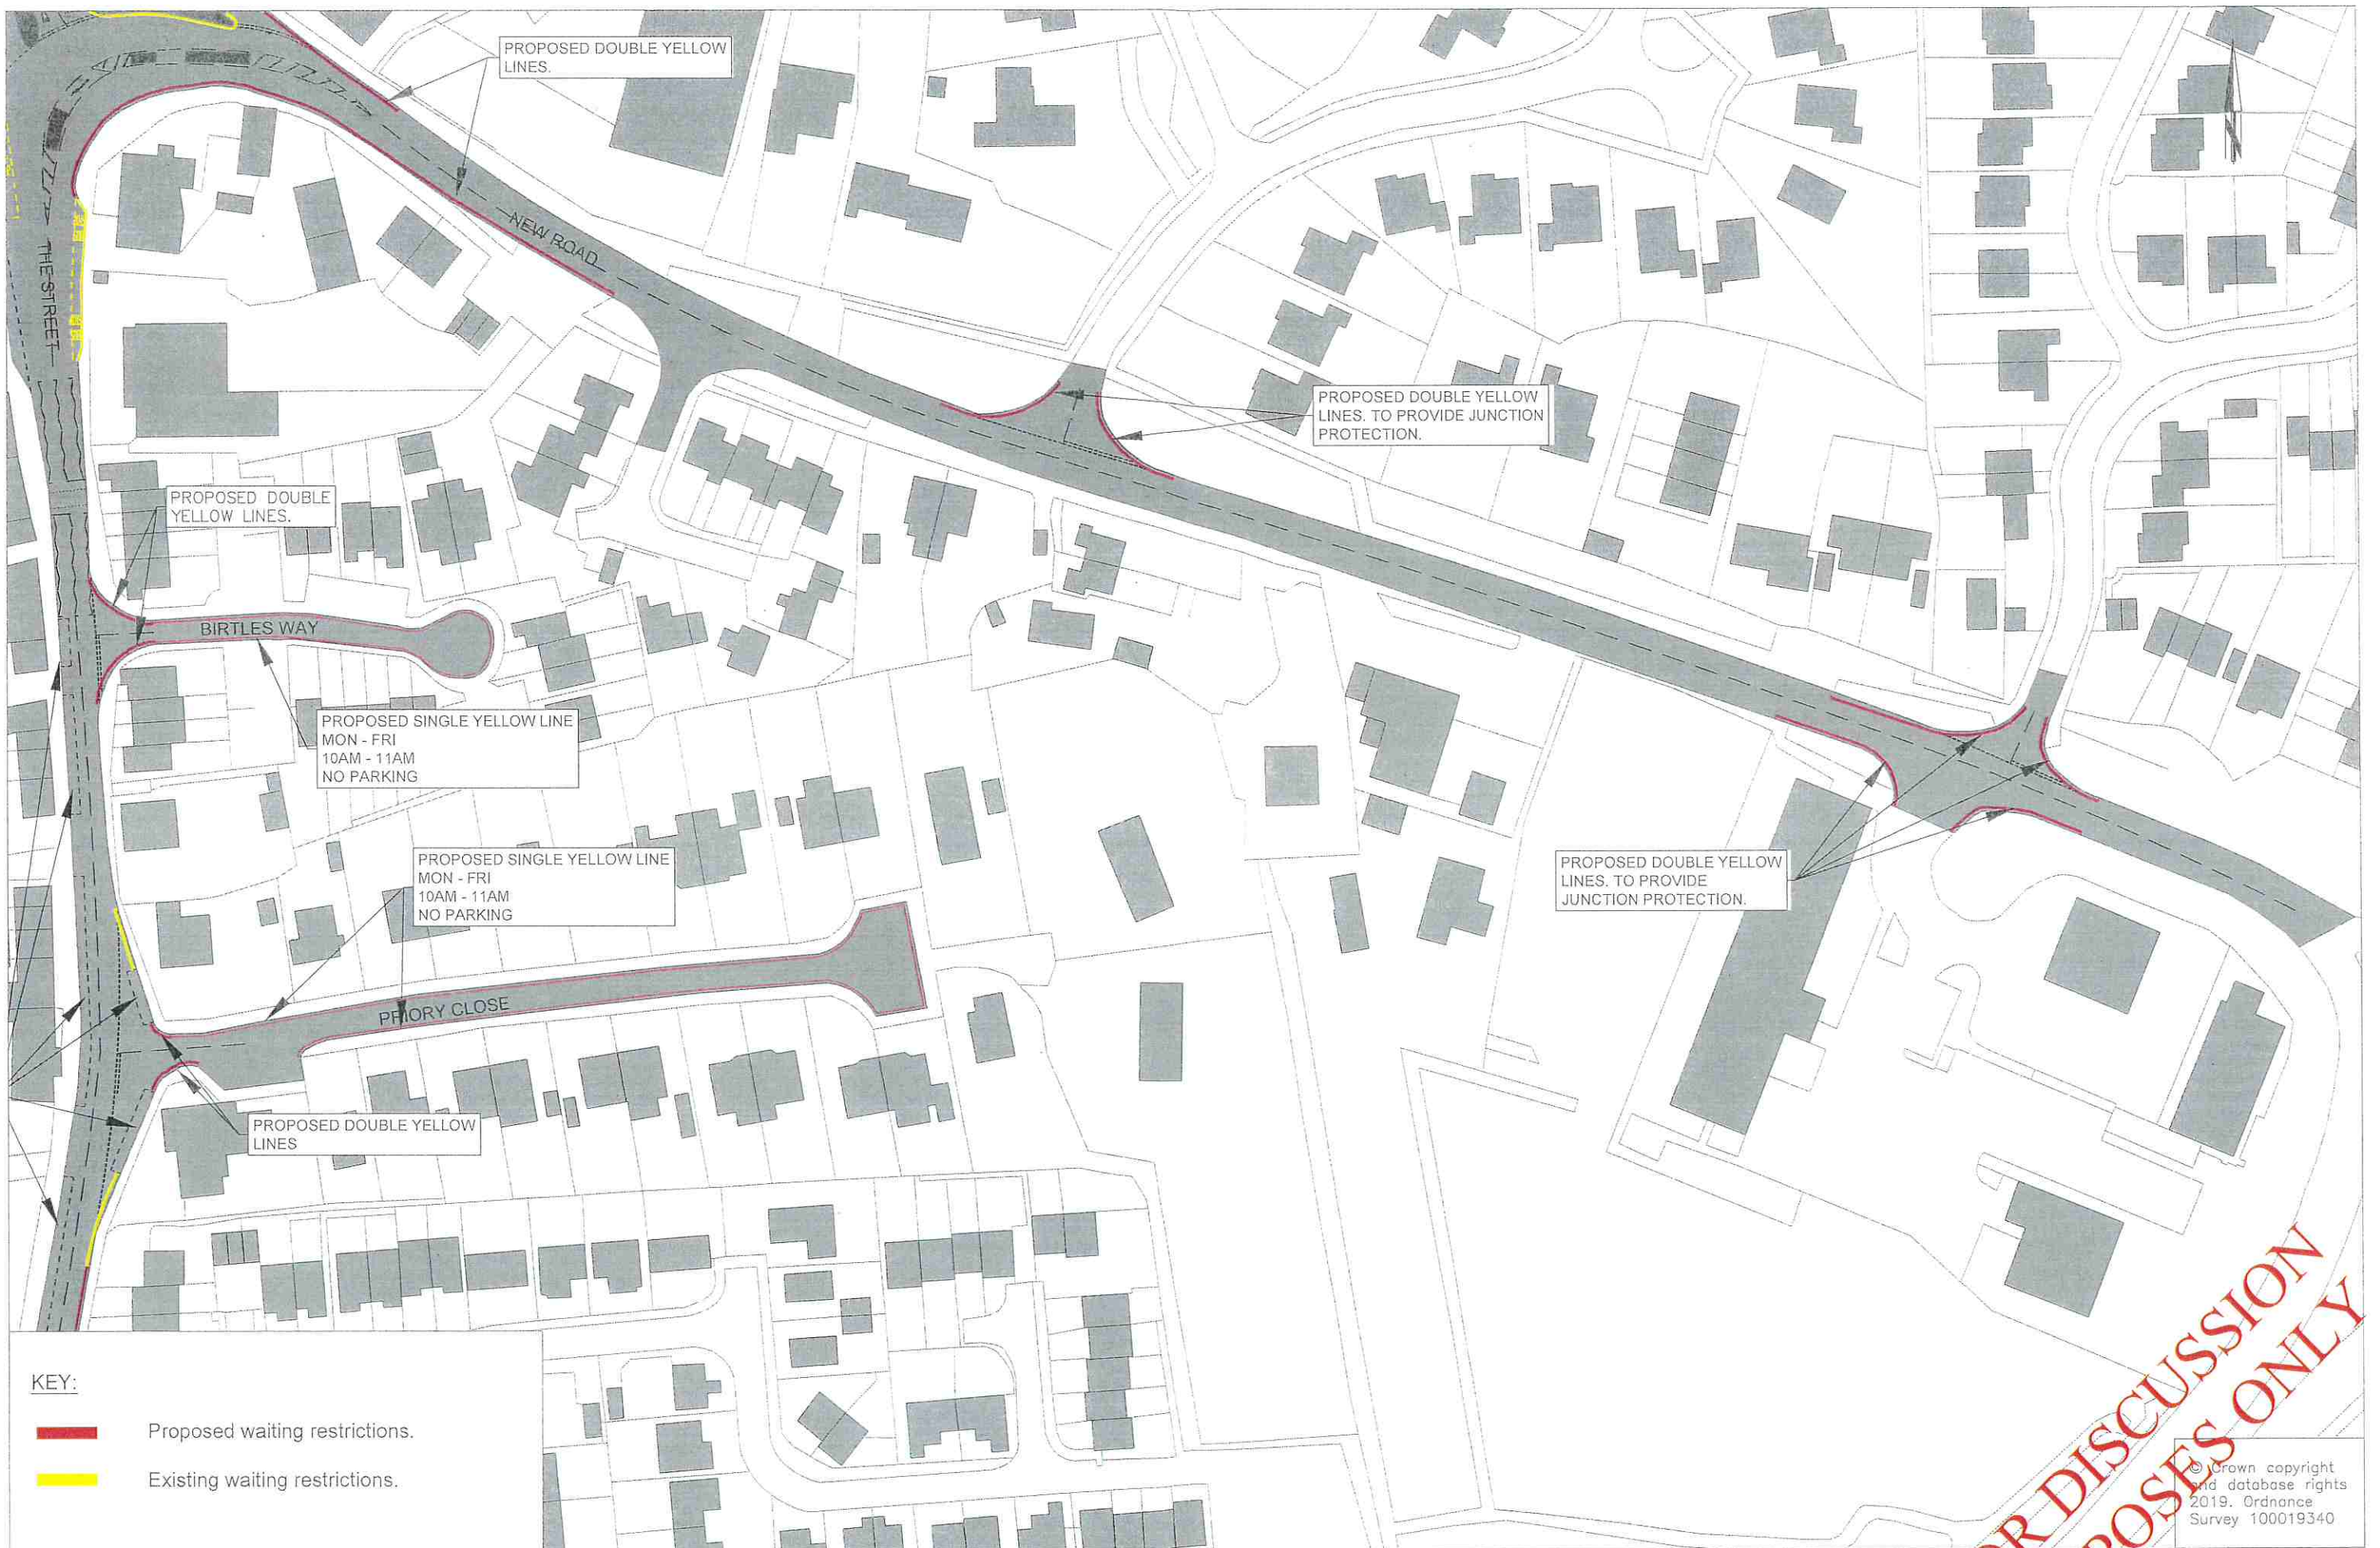 PROPOSED DOUBLE YELLOW
LINES.
NEW ROAD
THE STREET
PROPOSED DOUBLE YELLOW
LINES. TO PROVIDE JUNCTION
PROTECTION.
PROPOSED DOUBLE
YELLOW LINES.
BIRTLES WAY
PROPOSED SINGLE YELLOW LINE
MON - FRI
10AM - 11AM
NO PARKING
PROPOSED SINGLE YELLOW LINE
MON - FRI
10AM - 11AM
NO PARKING
PROPOSED DOUBLE YELLOW
LINES. TO PROVIDE
JUNCTION PROTECTION.
PRIORY CLOSE
PROPOSED DOUBLE YELLOW
LINES
KEY:
Proposed waiting restrictions.
Existing waiting restrictions.
DISCUSSION
ONLY
© Crown copyright
and database rights
2019. Ordnance
Survey 100019340